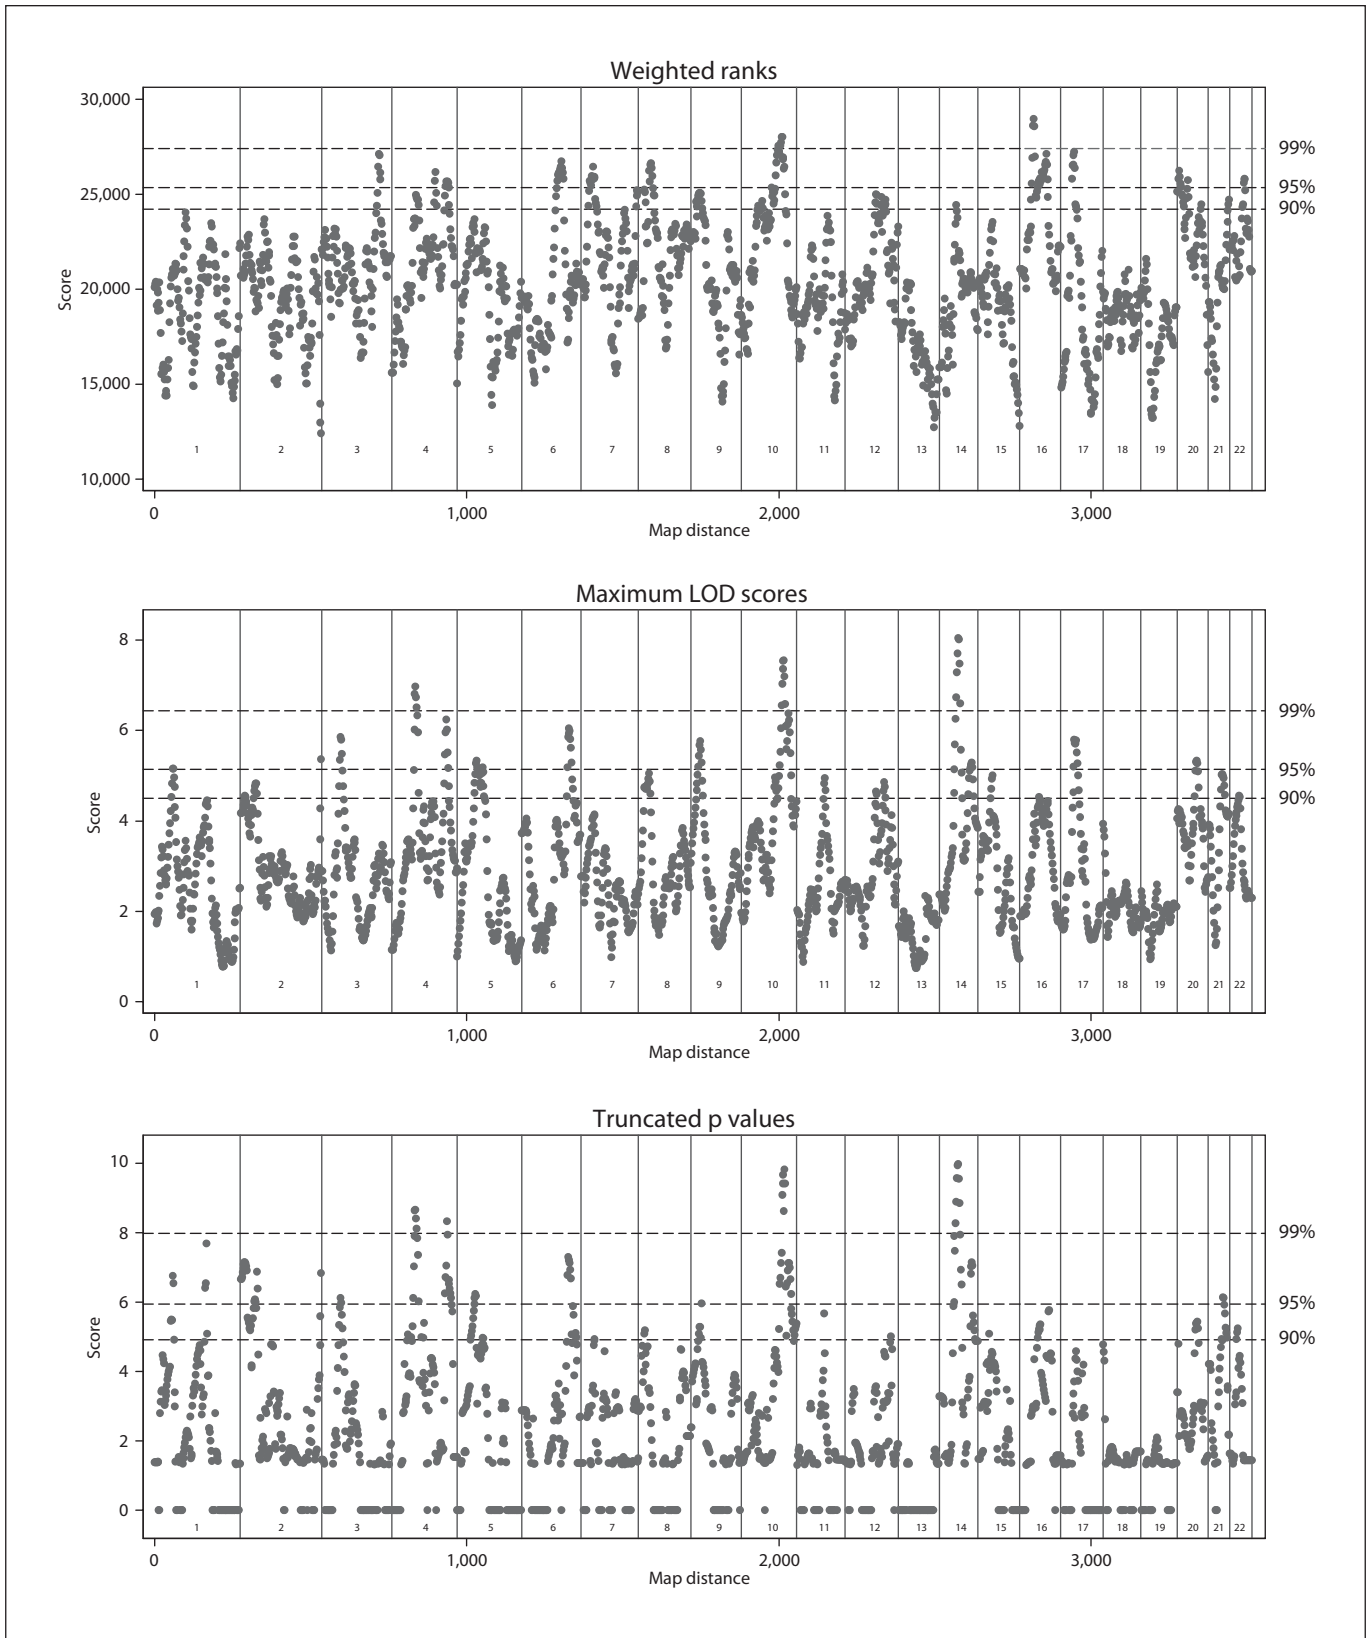 Weighted ranks
30,000
25,000
20,000
15,000
10,000
Score
99%
95%
90%
1 2 3 4 5 6 7 8 9 10 11 12 13 14 15 16 17 18 19 20 21 22
0 1,000 2,000 3,000
Map distance
Maximum LOD scores
8
6
4
2
0
Score
99%
95%
90%
1 2 3 4 5 6 7 8 9 10 11 12 13 14 15 16 17 18 19 20 21 22
0 1,000 2,000 3,000
Map distance
Truncated p values
10
8
6
4
2
0
Score
99%
95%
90%
1 2 3 4 5 6 7 8 9 10 11 12 13 14 15 16 17 18 19 20 21 22
0 1,000 2,000 3,000
Map distance